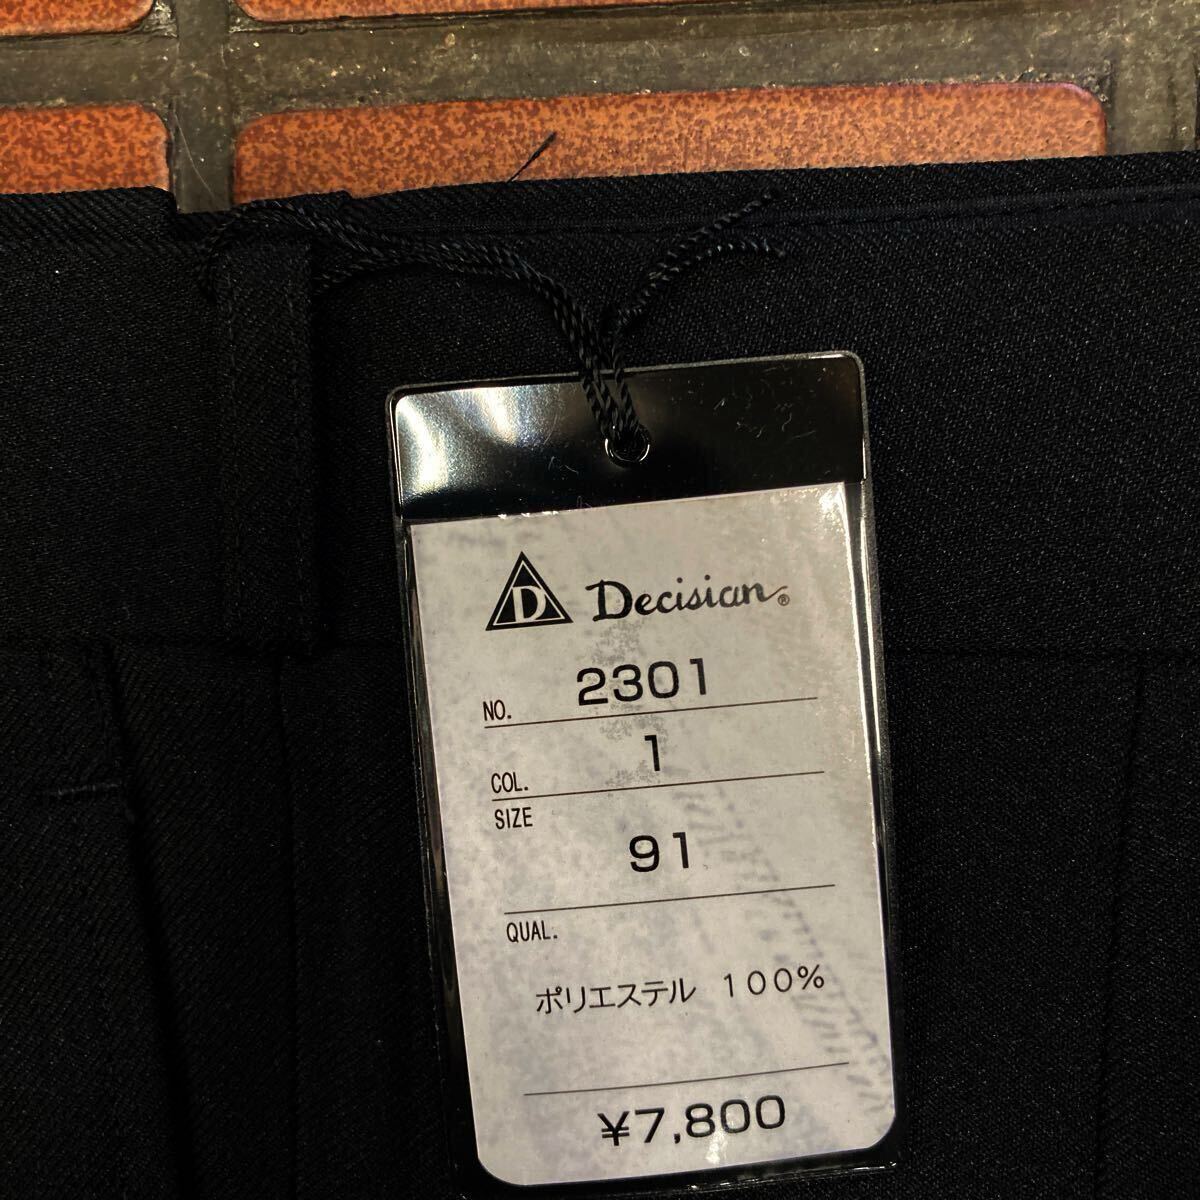 D Decisian®
NO. 2301
COL. 1
SIZE
91
QUAL.
ポリエステル 100%
¥7,800